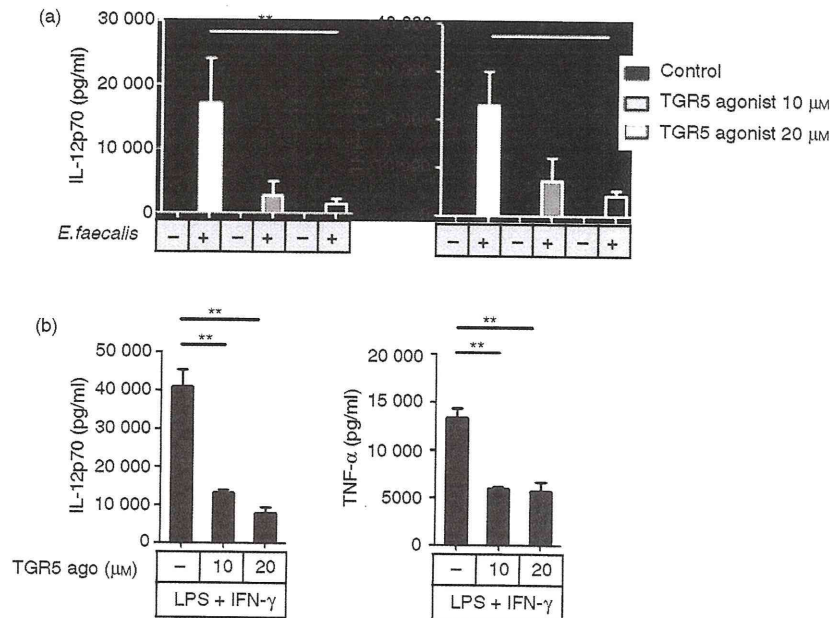 (a)
30 000
20 000
10 000
0
IL-12p70 (pg/ml)
**
E.faecalis
− + − + − +
− + − + − +
Control
TGR5 agonist 10 μM
TGR5 agonist 20 μM
(b)
50 000
40 000
30 000
20 000
10 000
0
IL-12p70 (pg/ml)
**
**
TGR5 ago (μM)
− 10 20
LPS + IFN-γ
20 000
15 000
10 000
5000
0
TNF-α (pg/ml)
**
**
− 10 20
LPS + IFN-γ